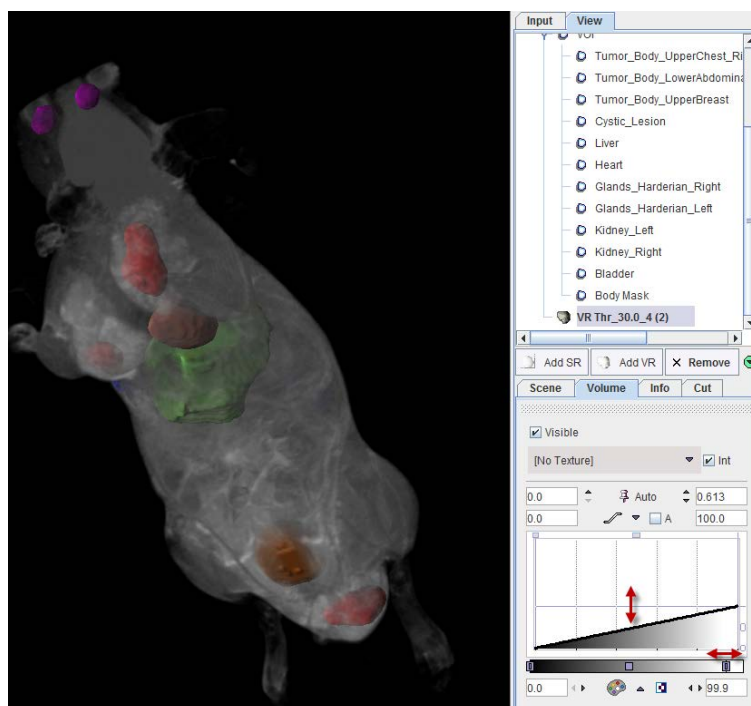 Input View
VOI
Tumor_Body_UpperChest_Ri
Tumor_Body_LowerAbdomina
Tumor_Body_UpperBreast
Cystic_Lesion
Liver
Heart
Glands_Harderian_Right
Glands_Harderian_Left
Kidney_Left
Kidney_Right
Bladder
Body Mask
VR Thr_30.0_4 (2)
Add SR Add VR X Remove
Scene Volume Info Cut
Visible
[No Texture] Int
0.0 Auto 0.613
0.0 A 100.0
0.0 99.9